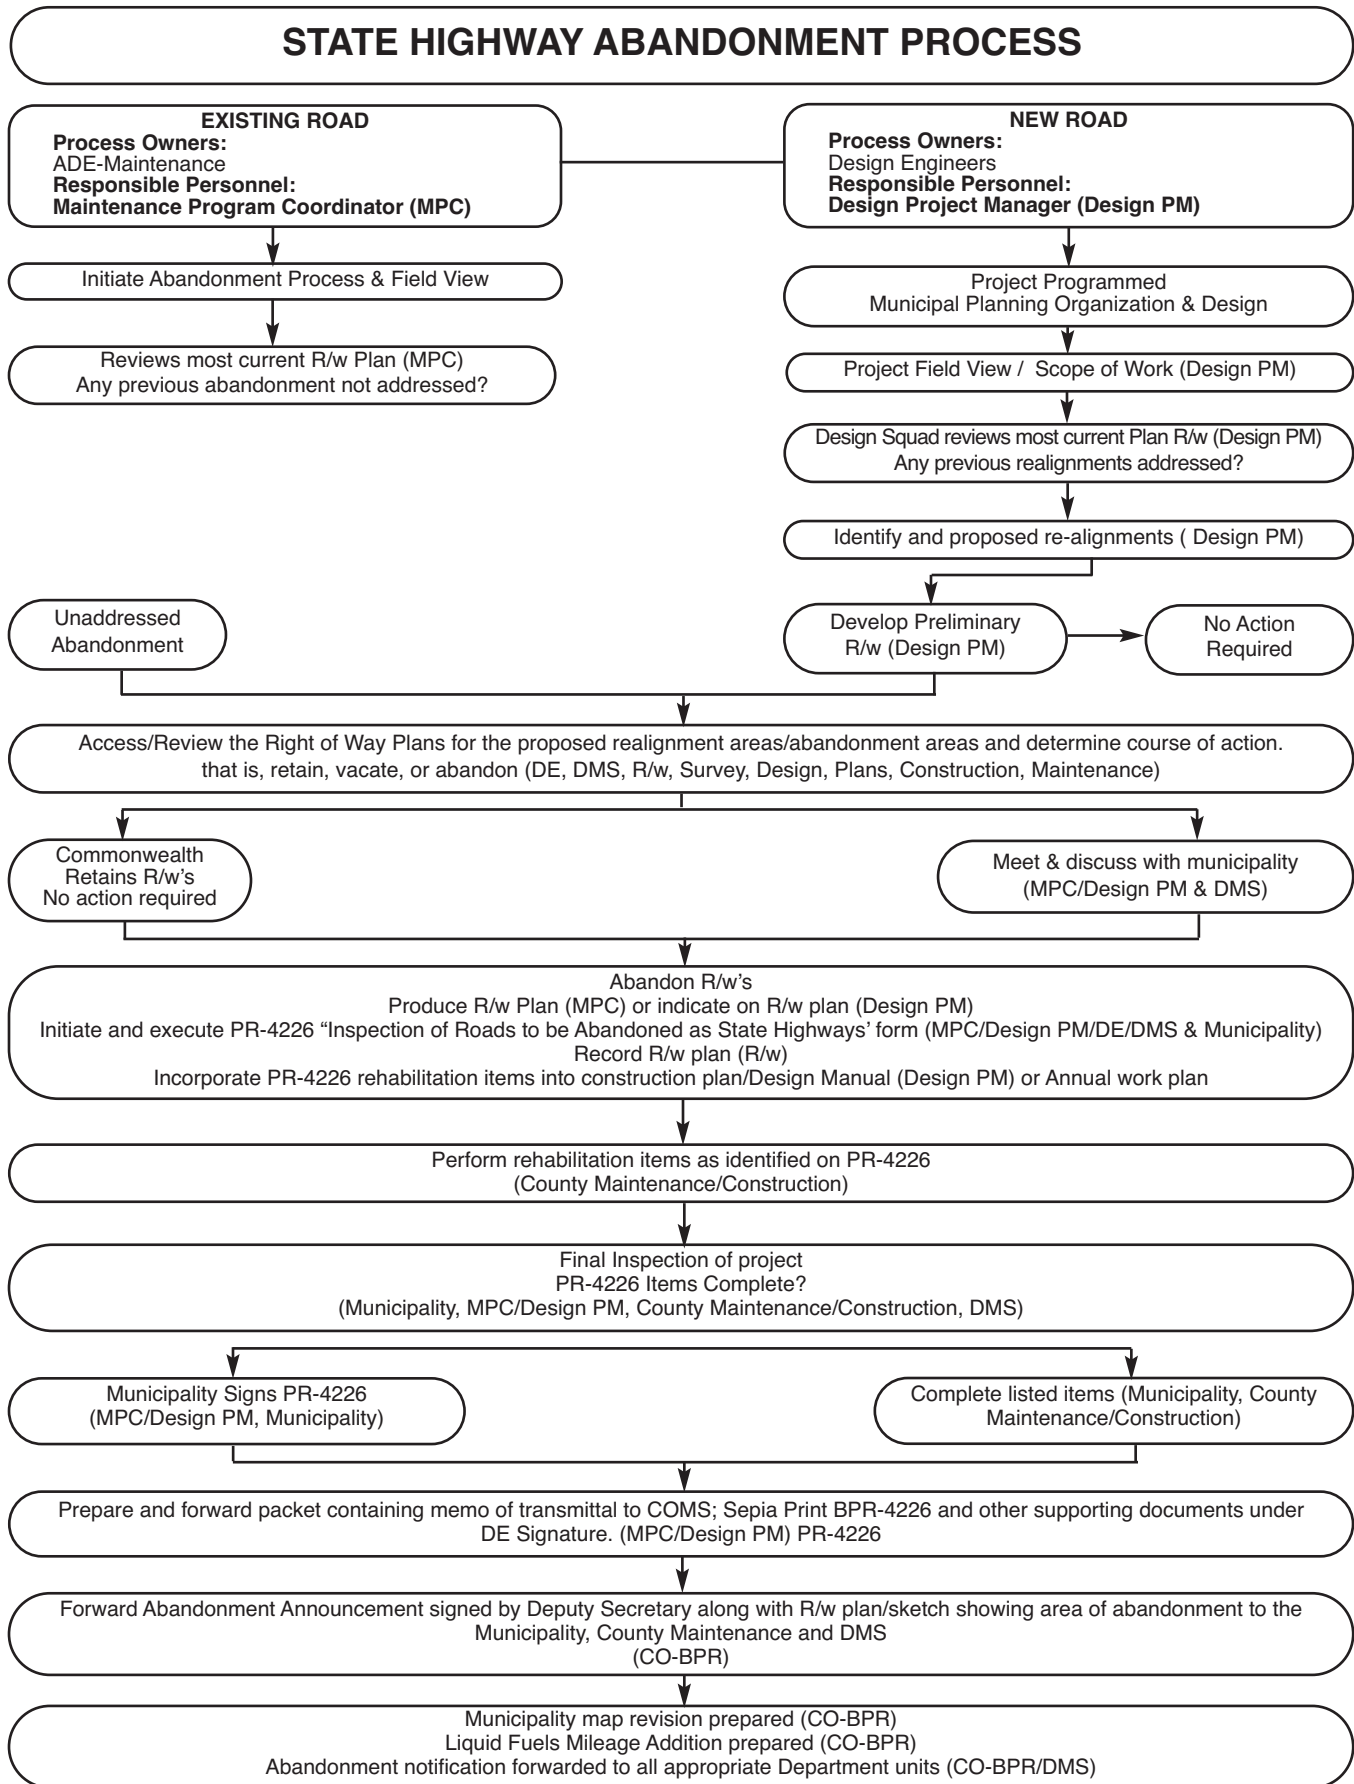 STATE HIGHWAY ABANDONMENT PROCESS
EXISTING ROAD
Process Owners:
ADE-Maintenance
Responsible Personnel:
Maintenance Program Coordinator (MPC)
NEW ROAD
Process Owners:
Design Engineers
Responsible Personnel:
Design Project Manager (Design PM)
Initiate Abandonment Process & Field View
Reviews most current R/w Plan (MPC)
Any previous abandonment not addressed?
Project Programmed
Municipal Planning Organization & Design
Project Field View / Scope of Work (Design PM)
Design Squad reviews most current Plan R/w (Design PM)
Any previous realignments addressed?
Identify and proposed re-alignments ( Design PM)
Unaddressed
Abandonment
Develop Preliminary
R/w (Design PM)
No Action
Required
Access/Review the Right of Way Plans for the proposed realignment areas/abandonment areas and determine course of action.
that is, retain, vacate, or abandon (DE, DMS, R/w, Survey, Design, Plans, Construction, Maintenance)
Commonwealth
Retains R/w's
No action required
Meet & discuss with municipality
(MPC/Design PM & DMS)
Abandon R/w's
Produce R/w Plan (MPC) or indicate on R/w plan (Design PM)
Initiate and execute PR-4226 “Inspection of Roads to be Abandoned as State Highways’ form (MPC/Design PM/DE/DMS & Municipality)
Record R/w plan (R/w)
Incorporate PR-4226 rehabilitation items into construction plan/Design Manual (Design PM) or Annual work plan
Perform rehabilitation items as identified on PR-4226
(County Maintenance/Construction)
Final Inspection of project
PR-4226 Items Complete?
(Municipality, MPC/Design PM, County Maintenance/Construction, DMS)
Municipality Signs PR-4226
(MPC/Design PM, Municipality)
Complete listed items (Municipality, County
Maintenance/Construction)
Prepare and forward packet containing memo of transmittal to COMS; Sepia Print BPR-4226 and other supporting documents under
DE Signature. (MPC/Design PM) PR-4226
Forward Abandonment Announcement signed by Deputy Secretary along with R/w plan/sketch showing area of abandonment to the
Municipality, County Maintenance and DMS
(CO-BPR)
Municipality map revision prepared (CO-BPR)
Liquid Fuels Mileage Addition prepared (CO-BPR)
Abandonment notification forwarded to all appropriate Department units (CO-BPR/DMS)